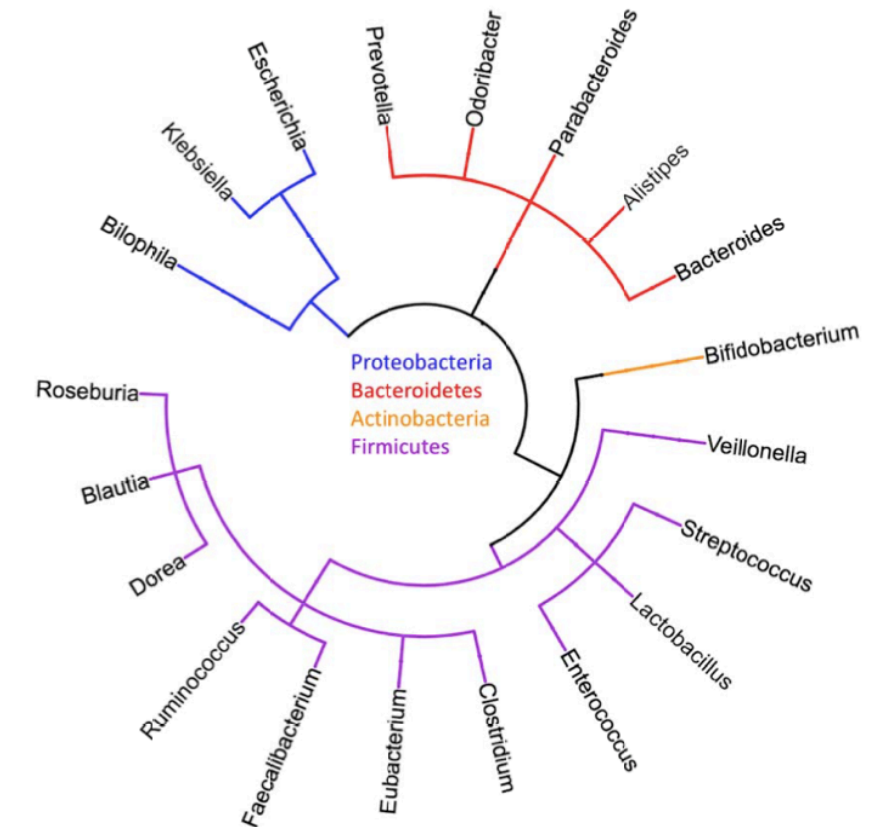 Escherichia
Prevotella
Odoribacter
Parabacteroides
Klebsiella
Alistipes
Bilophila
Bacteroides
Bifidobacterium
Proteobacteria
Bacteroidetes
Actinobacteria
Firmicutes
Roseburia
Veillonella
Blautia
Streptococcus
Dorea
Lactobacillus
Ruminococcus
Enterococcus
Faecalibacterium
Eubacterium
Clostridium